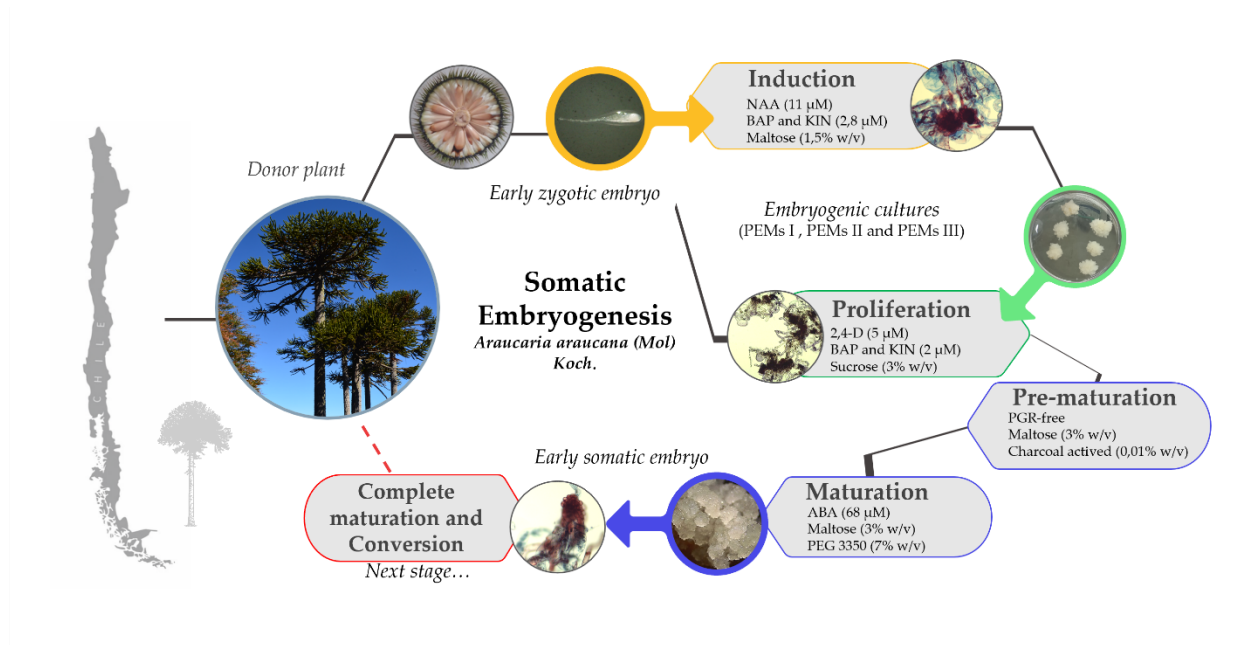 Induction
NAA (11 µM)
BAP and KIN (2,8 µM)
Maltose (1,5% w/v)
Donor plant
Early zygotic embryo
Embryogenic cultures
(PEMs I , PEMs II and PEMs III)
CHILE
Somatic
Embryogenesis
Araucaria araucana (Mol)
Koch.
Proliferation
2,4-D (5 µM)
BAP and KIN (2 µM)
Sucrose (3% w/v)
Pre-maturation
PGR-free
Maltose (3% w/v)
Charcoal actived (0,01% w/v)
Early somatic embryo
Maturation
ABA (68 µM)
Maltose (3% w/v)
PEG 3350 (7% w/v)
Complete
maturation and
Conversion
Next stage…